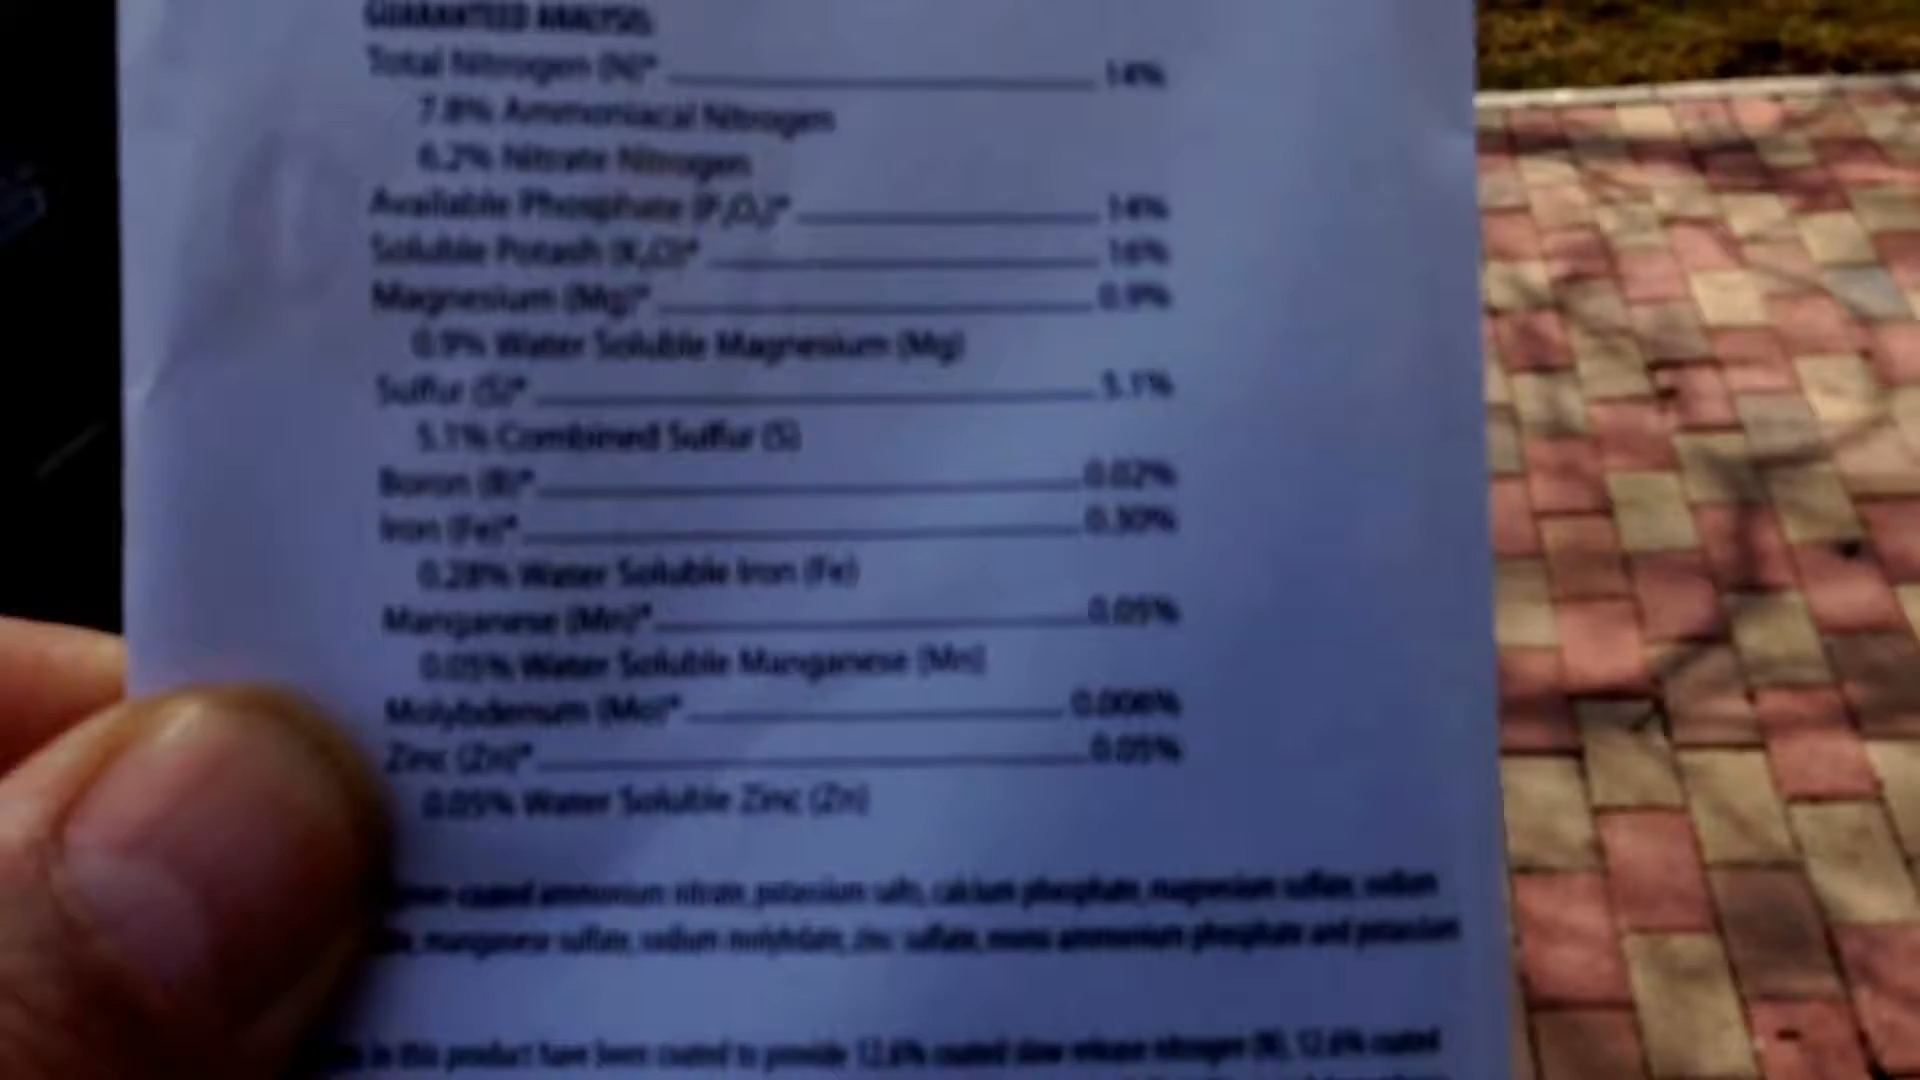 GUARANTEED ANALYSIS
Total Nitrogen (N)* 14%
7.8% Ammoniacal Nitrogen
6.2% Nitrate Nitrogen
Available Phosphate (P₂O₅)* 14%
Soluble Potash (K₂O)* 16%
Magnesium (Mg)* 0.9%
0.9% Water Soluble Magnesium (Mg)
Sulfur (S)* 5.1%
5.1% Combined Sulfur (S)
Boron (B)* 0.02%
Iron (Fe)* 0.30%
0.28% Water Soluble Iron (Fe)
Manganese (Mn)* 0.05%
0.05% Water Soluble Manganese (Mn)
Molybdenum (Mo)* 0.006%
Zinc (Zn)* 0.05%
0.05% Water Soluble Zinc (Zn)
coated ammonium nitrate, potassium salts, calcium phosphate, magnesium sulfate, sodium
manganese sulfate, sodium molybdate, zinc sulfate, mono ammonium phosphate and potassium
in this product have been coated to provide 12.6% coated slow release nitrogen (N), 12.6% coated